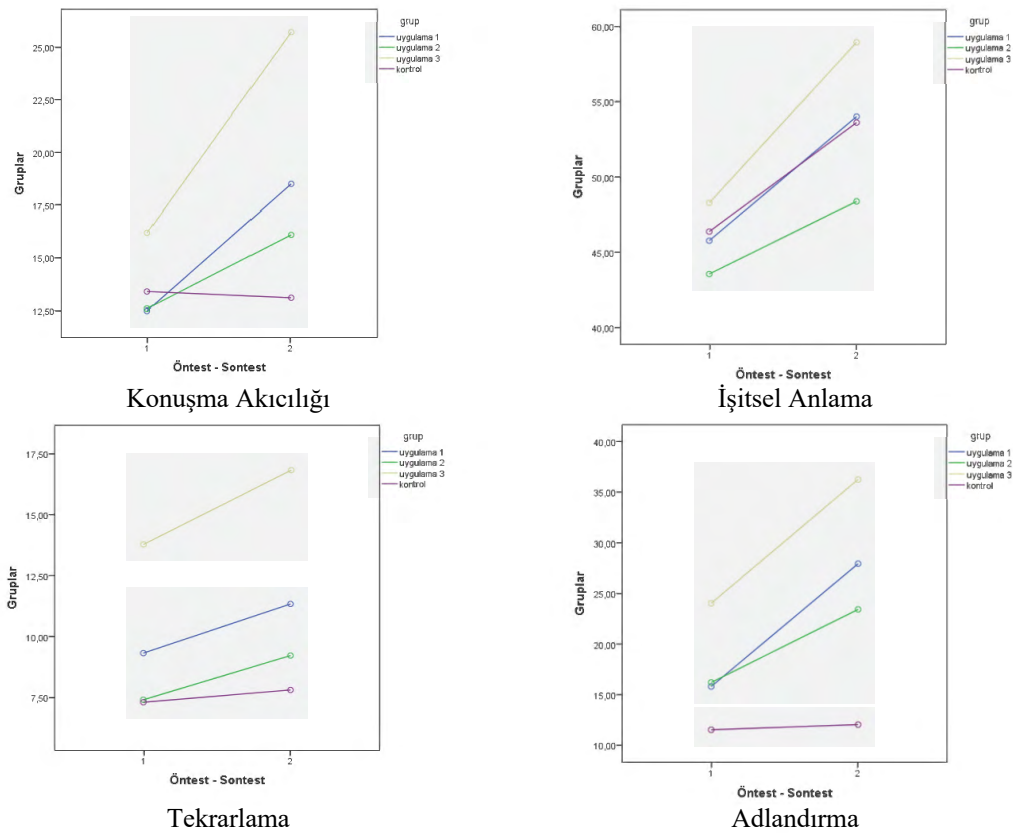 grup
uygulama 1
uygulama 2
uygulama 3
kontrol
25,00
22,50
20,00
17,50
15,00
12,50
Gruplar
1
2
Öntest - Sontest
Konuşma Akıcılığı
grup
uygulama 1
uygulama 2
uygulama 3
kontrol
60,00
55,00
50,00
45,00
40,00
Gruplar
1
2
Öntest - Sontest
İşitsel Anlama
grup
uygulama 1
uygulama 2
uygulama 3
kontrol
17,50
15,00
12,50
10,00
7,50
Gruplar
1
2
Öntest - Sontest
Tekrarlama
grup
uygulama 1
uygulama 2
uygulama 3
kontrol
40,00
35,00
30,00
25,00
20,00
15,00
10,00
Gruplar
1
2
Öntest - Sontest
Adlandırma